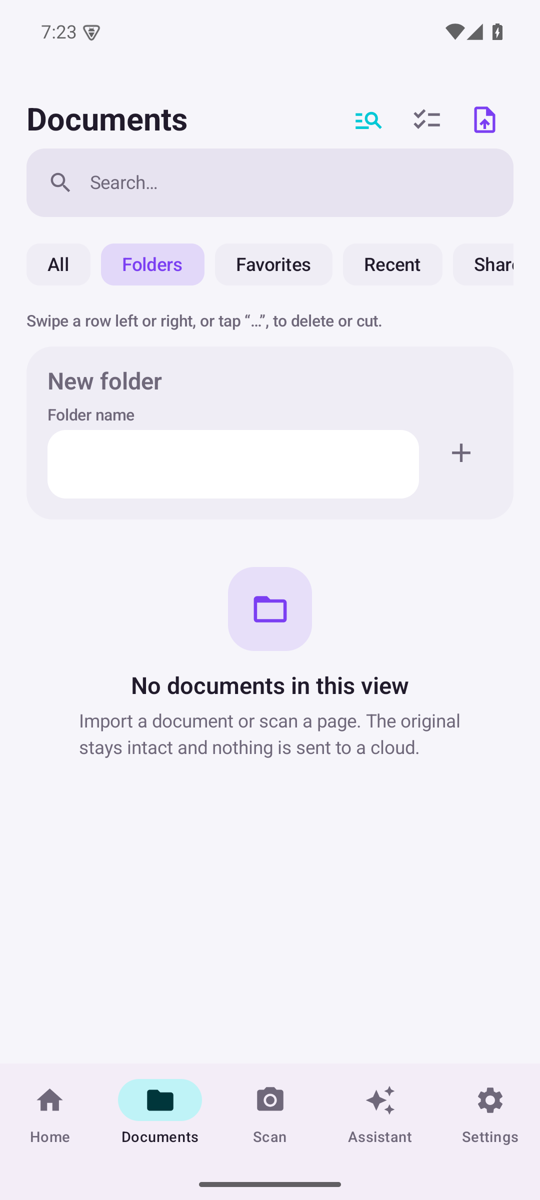 7:23
Documents
Search…
All
Folders
Favorites
Recent
Swipe a row left or right, or tap “…”, to delete or cut.
New folder
Folder name
No documents in this view
Import a document or scan a page. The original
stays intact and nothing is sent to a cloud.
Home
Documents
Scan
Assistant
Settings